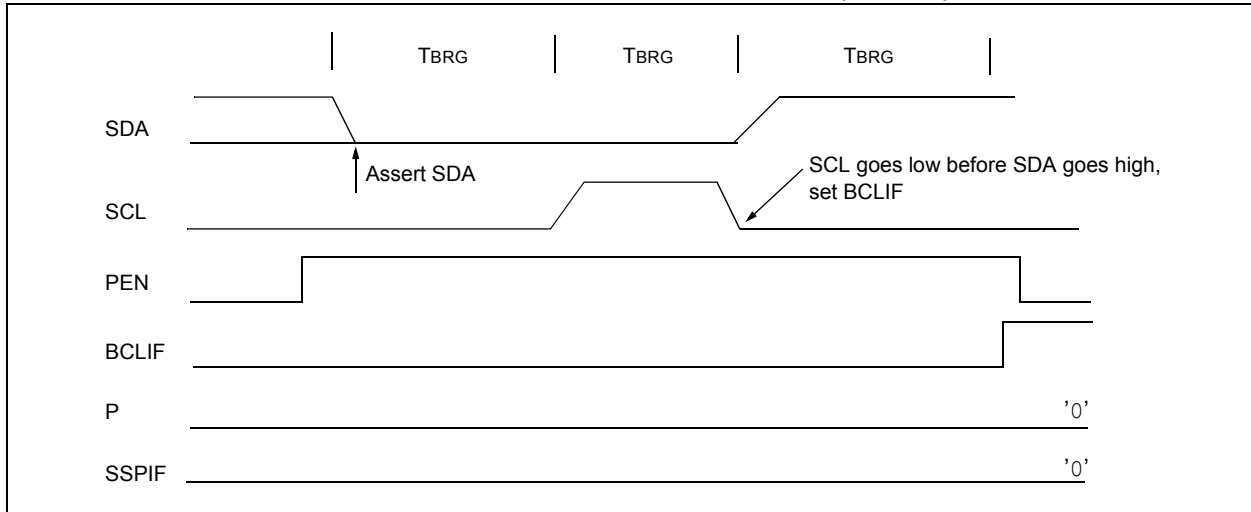 TBRG TBRG TBRG
SDA
Assert SDA
SCL goes low before SDA goes high,
set BCLIF
SCL
PEN
BCLIF
P '0'
SSPIF '0'